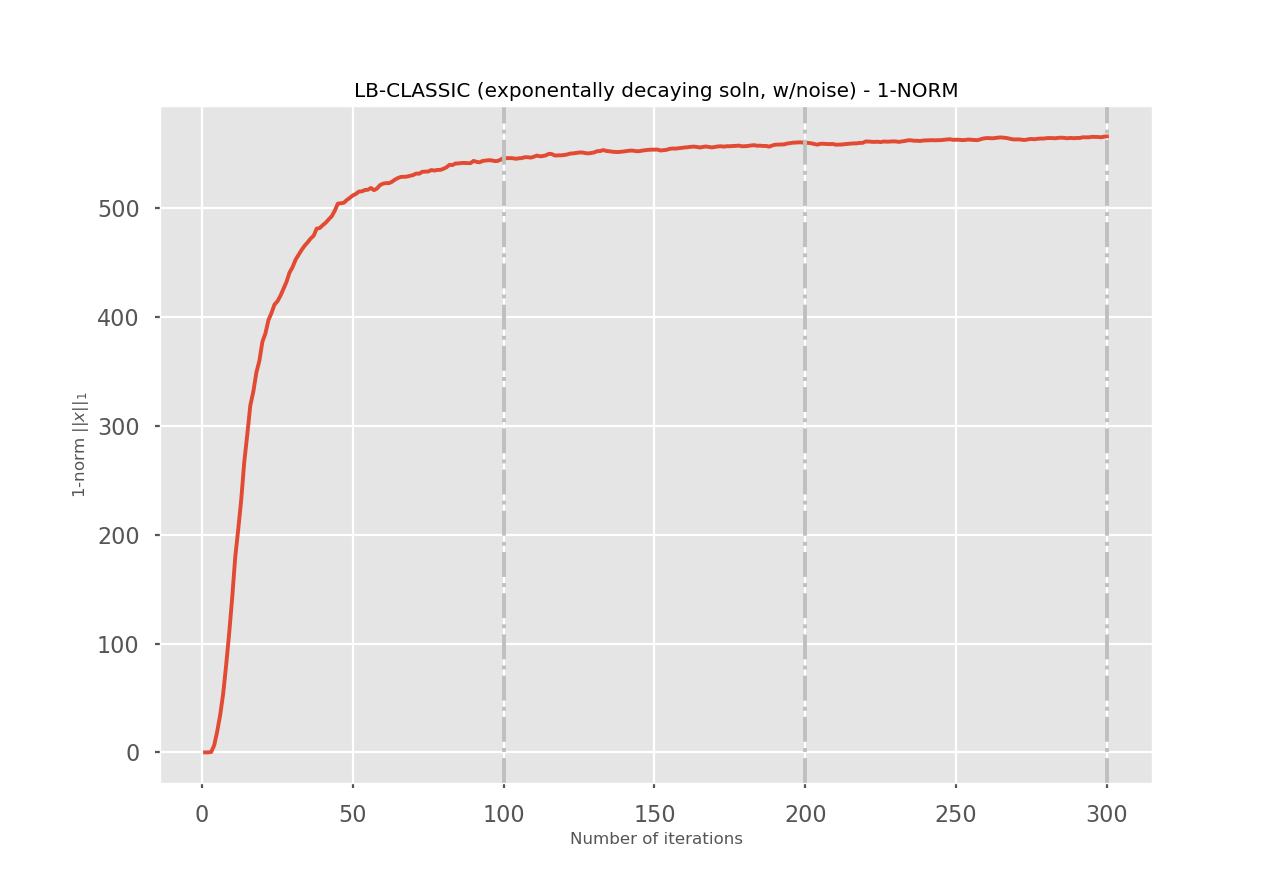 LB-CLASSIC (exponentially decaying soln, w/noise) - 1-NORM
500
400
300
200
100
0
1-norm ||x||₁
0 50 100 150 200 250 300
Number of iterations